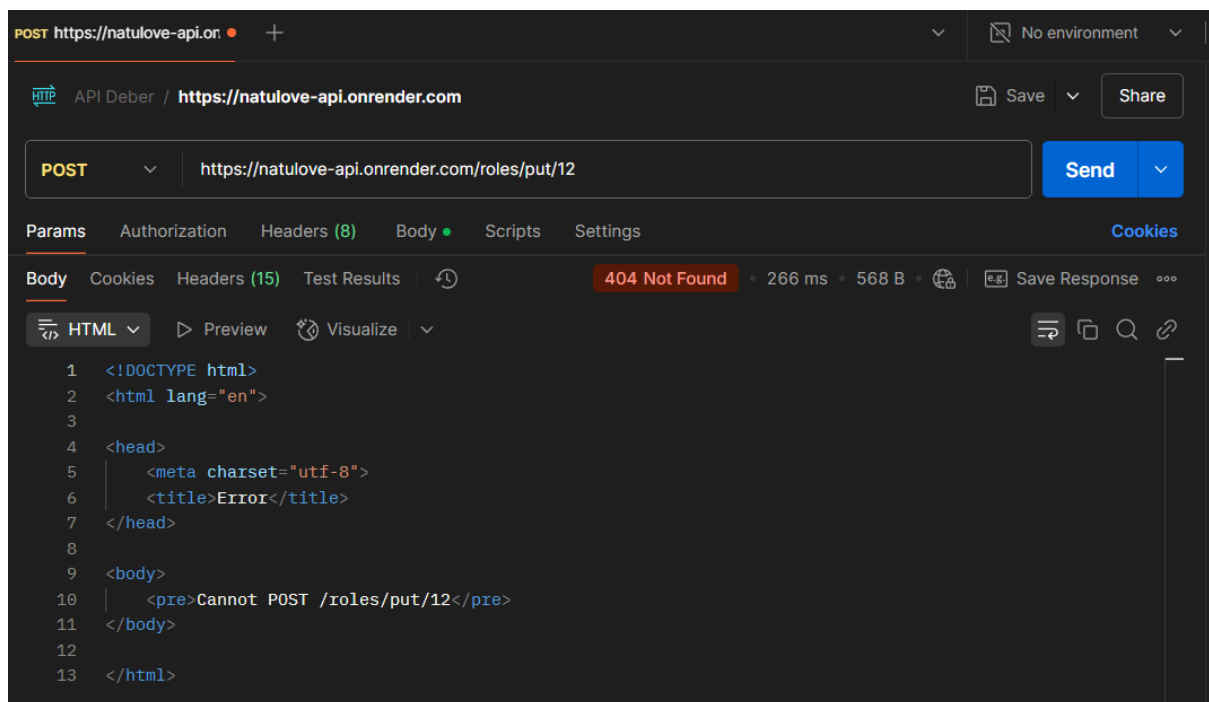 POST https://natulove-api.on
No environment
HTTP API Deber / https://natulove-api.onrender.com
Save
Share
POST
https://natulove-api.onrender.com/roles/put/12
Send
Params Authorization Headers (8) Body Scripts Settings Cookies
Body Cookies Headers (15) Test Results 404 Not Found 266 ms 568 B e.g. Save Response
HTML Preview Visualize
1 <!DOCTYPE html>
2 <html lang="en">
3
4 <head>
5 <meta charset="utf-8">
6 <title>Error</title>
7 </head>
8
9 <body>
10 <pre>Cannot POST /roles/put/12</pre>
11 </body>
12
13 </html>